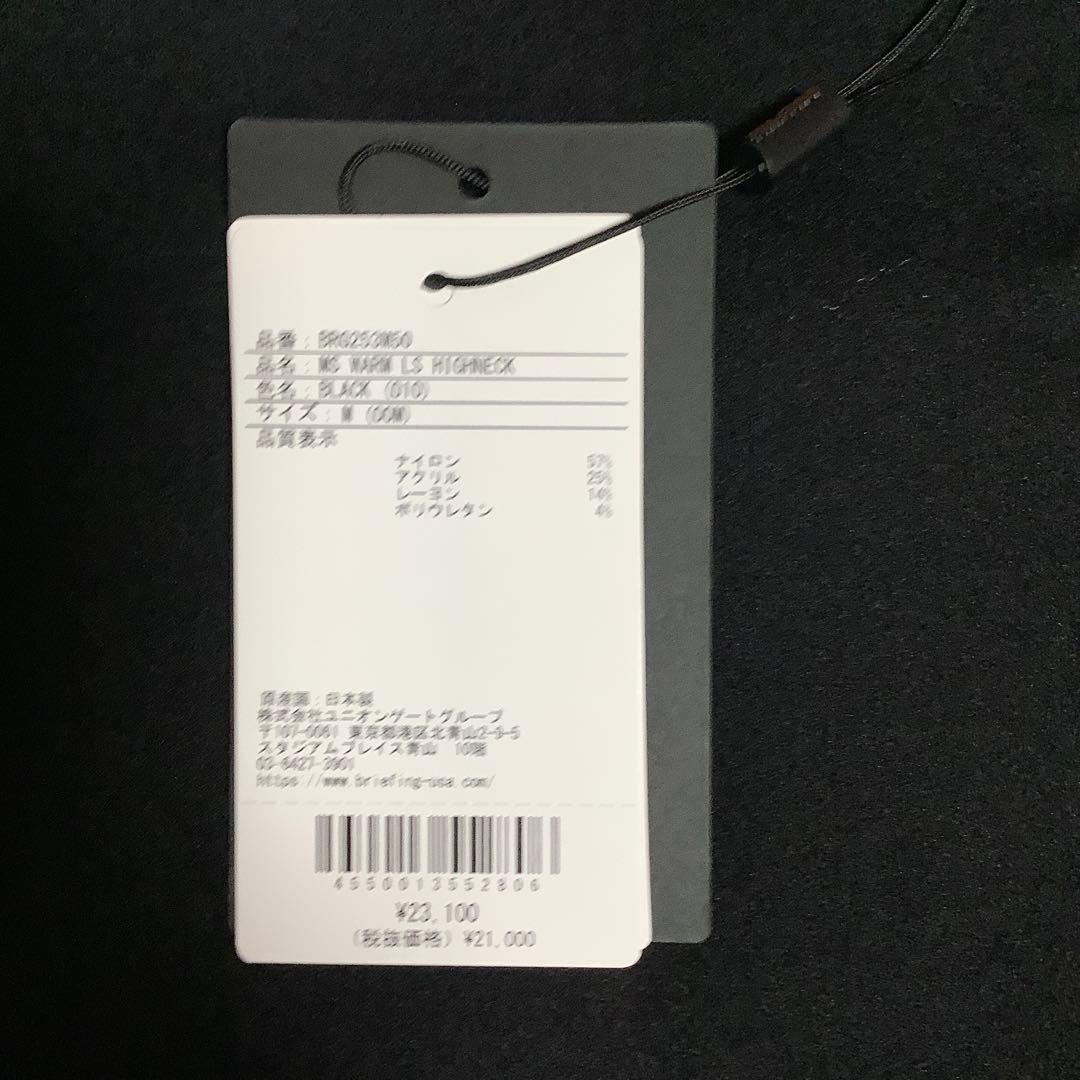 品番 : BRG253M50
品名 : MS WARM LS HIGHNECK
色名 : BLACK (010)
サイズ : M (00M)
品質表示
ナイロン 57%
アクリル 25%
レーヨン 14%
ポリウレタン 4%
原産国 : 日本製
株式会社ユニオンゲートグループ
〒107-0061 東京都港区北青山2-9-5
スタジアムプレイス青山 10階
03-6427-3901
https://www.briefing-usa.com/
4550013552806
¥23,100
(税抜価格) ¥21,000